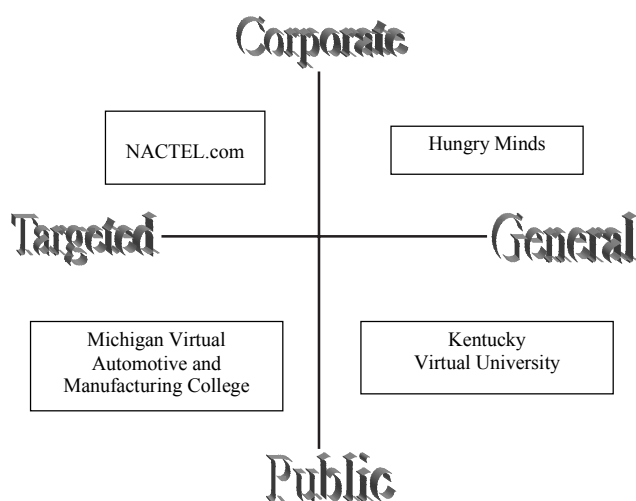 Corporate
NACTEL.com
Hungry Minds
Targeted
General
Michigan Virtual
Automotive and
Manufacturing College
Kentucky
Virtual University
Public